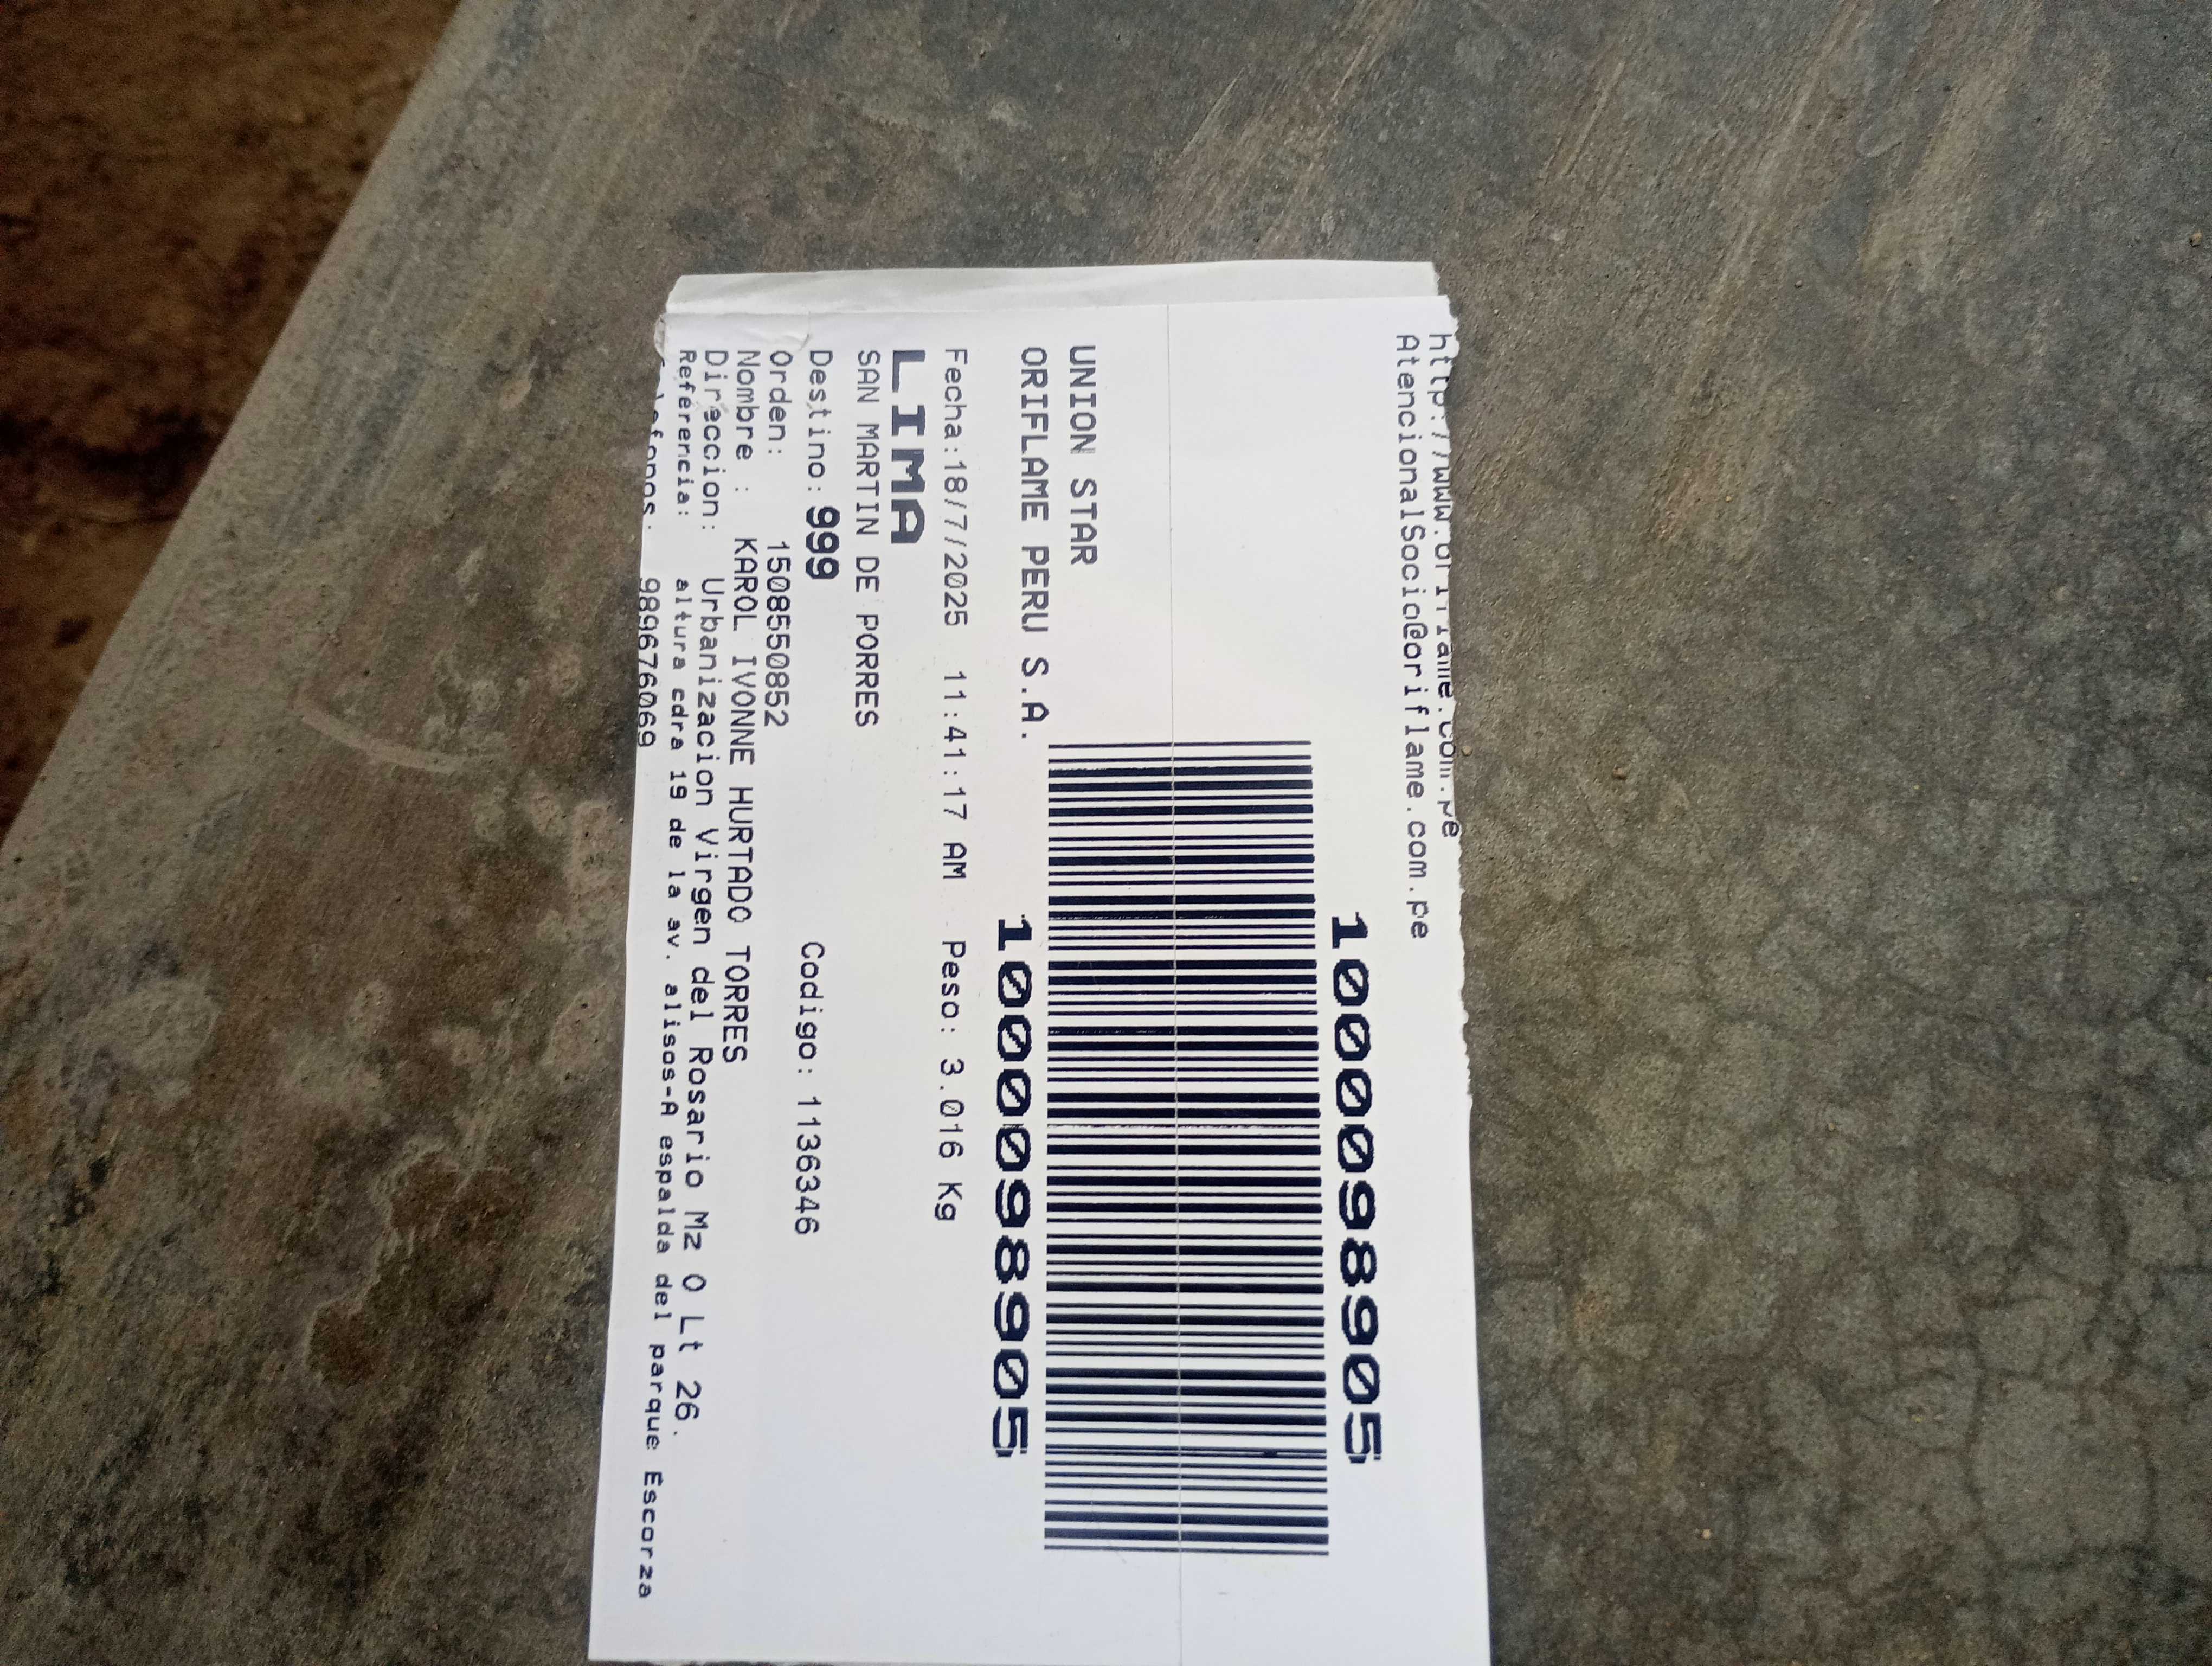 http://www.oriflame.com.pe
AtencionalSocio@oriflame.com.pe
1000098905
UNION STAR
ORIFLAME PERU S.A.
1000098905
Fecha:18/7/2025 11:41:17 AM Peso: 3.016 Kg
LIMA
SAN MARTIN DE PORRES
Destino: 999 Codigo: 1136346
Orden: 1508550852
Nombre : KAROL IVONNE HURTADO TORRES
Direccion: Urbanizacion Virgen del Rosario Mz O Lt 26.
Referencia: altura cdra 19 de la av. alisos-A espalda del parque Escorza
989676069